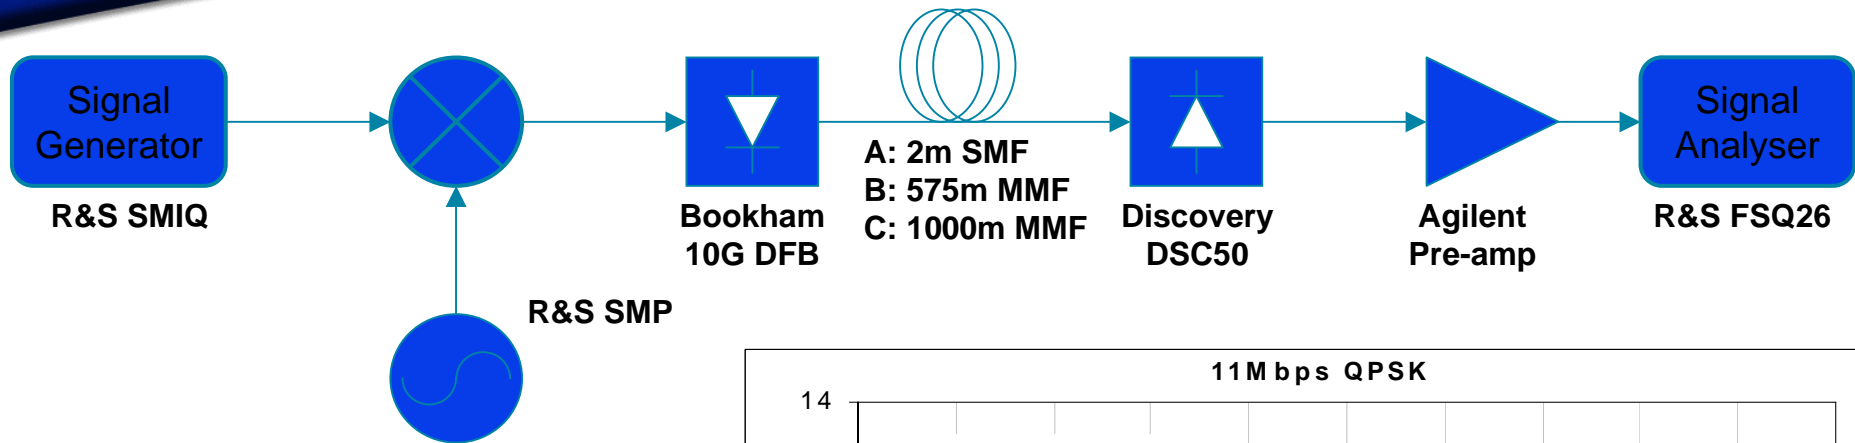 Signal
Generator
R&S SMIQ
R&S SMP
Bookham
10G DFB
A: 2m SMF
B: 575m MMF
C: 1000m MMF
Discovery
DSC50
Agilent
Pre-amp
Signal
Analyser
R&S FSQ26
11Mbps QPSK
14